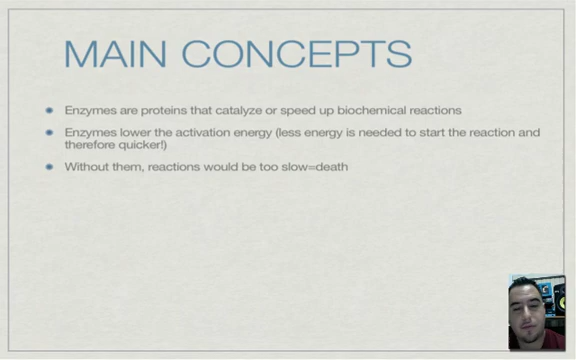 MAIN CONCEPTS
Enzymes are proteins that catalyze or speed up biochemical reactions
Enzymes lower the activation energy (less energy is needed to start the reaction and
therefore quicker!)
Without them, reactions would be too slow=death